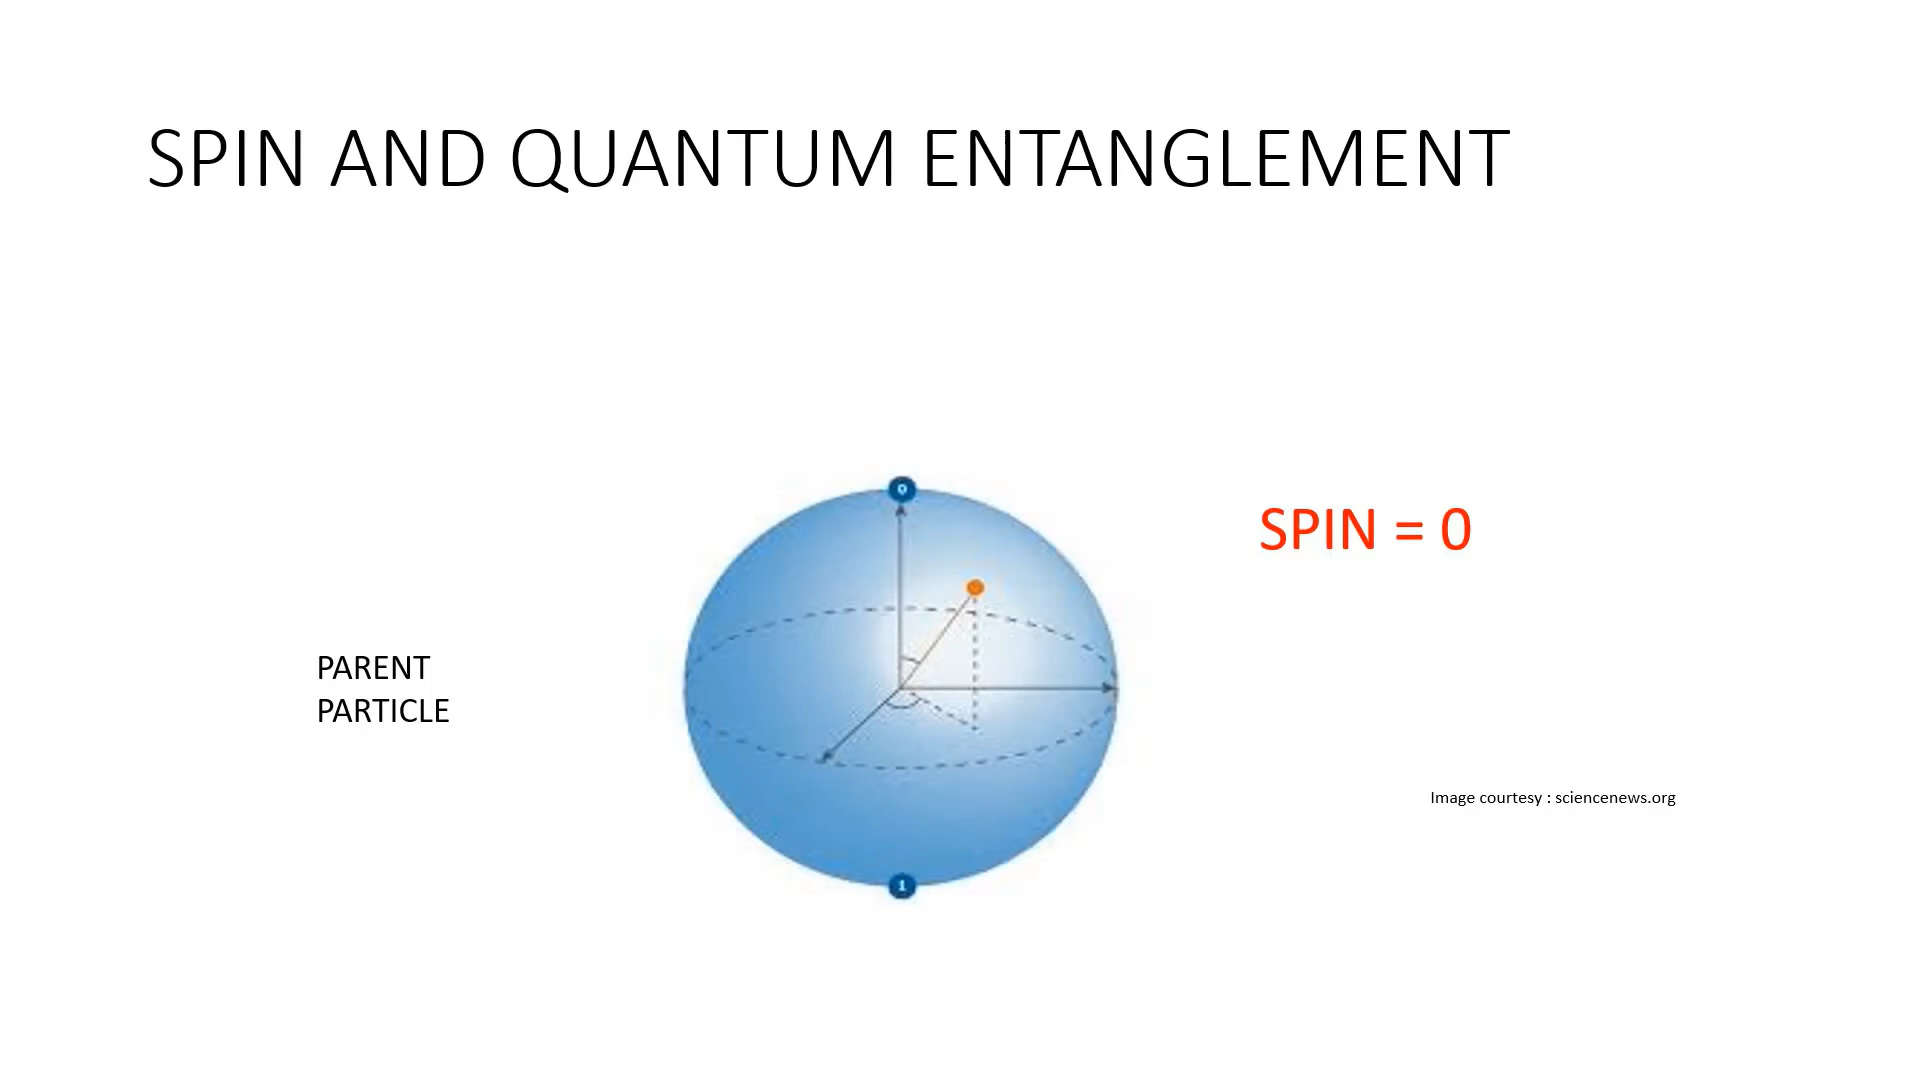 SPIN AND QUANTUM ENTANGLEMENT
0
SPIN = 0
PARENT
PARTICLE
Image courtesy : sciencenews.org
1